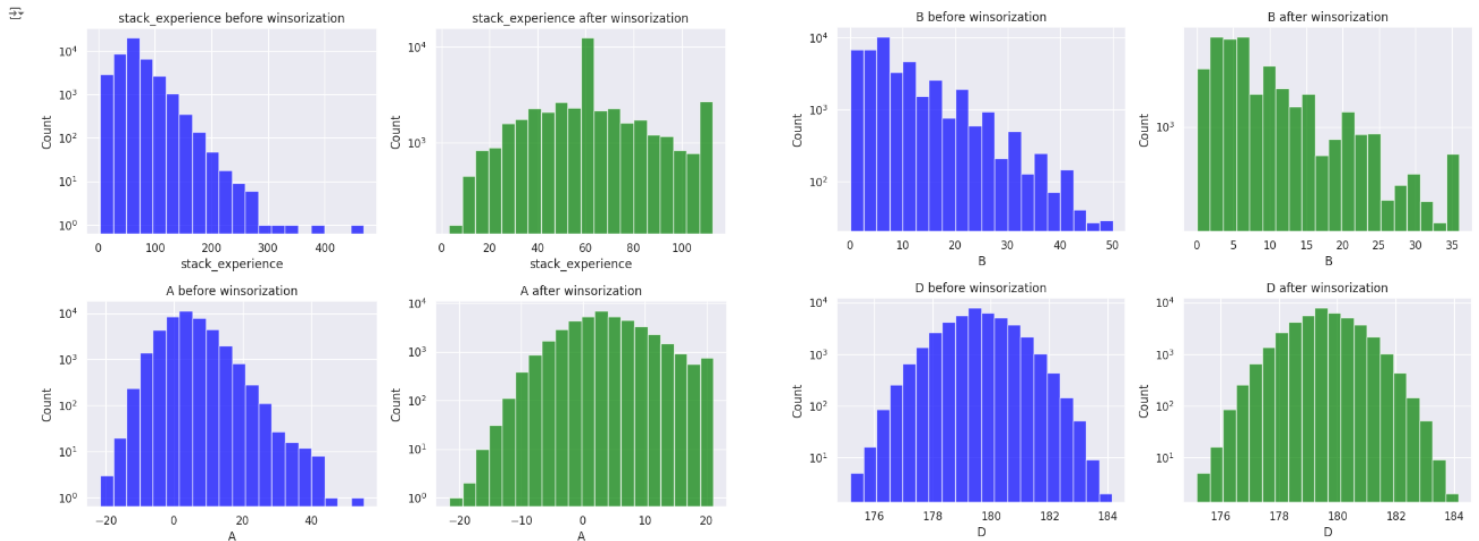 stack_experience before winsorization
Count
10⁴
10³
10²
10¹
10⁰
0 100 200 300 400
stack_experience
stack_experience after winsorization
Count
10⁴
10³
0 20 40 60 80 100
stack_experience
B before winsorization
Count
10⁴
10³
10²
0 10 20 30 40 50
B
B after winsorization
Count
10³
0 5 10 15 20 25 30 35
B
A before winsorization
Count
10⁴
10³
10²
10¹
10⁰
−20 0 20 40
A
A after winsorization
Count
10⁴
10³
10²
10¹
10⁰
−20 −10 0 10 20
A
D before winsorization
Count
10⁴
10³
10²
10¹
176 178 180 182 184
D
D after winsorization
Count
10⁴
10³
10²
10¹
176 178 180 182 184
D